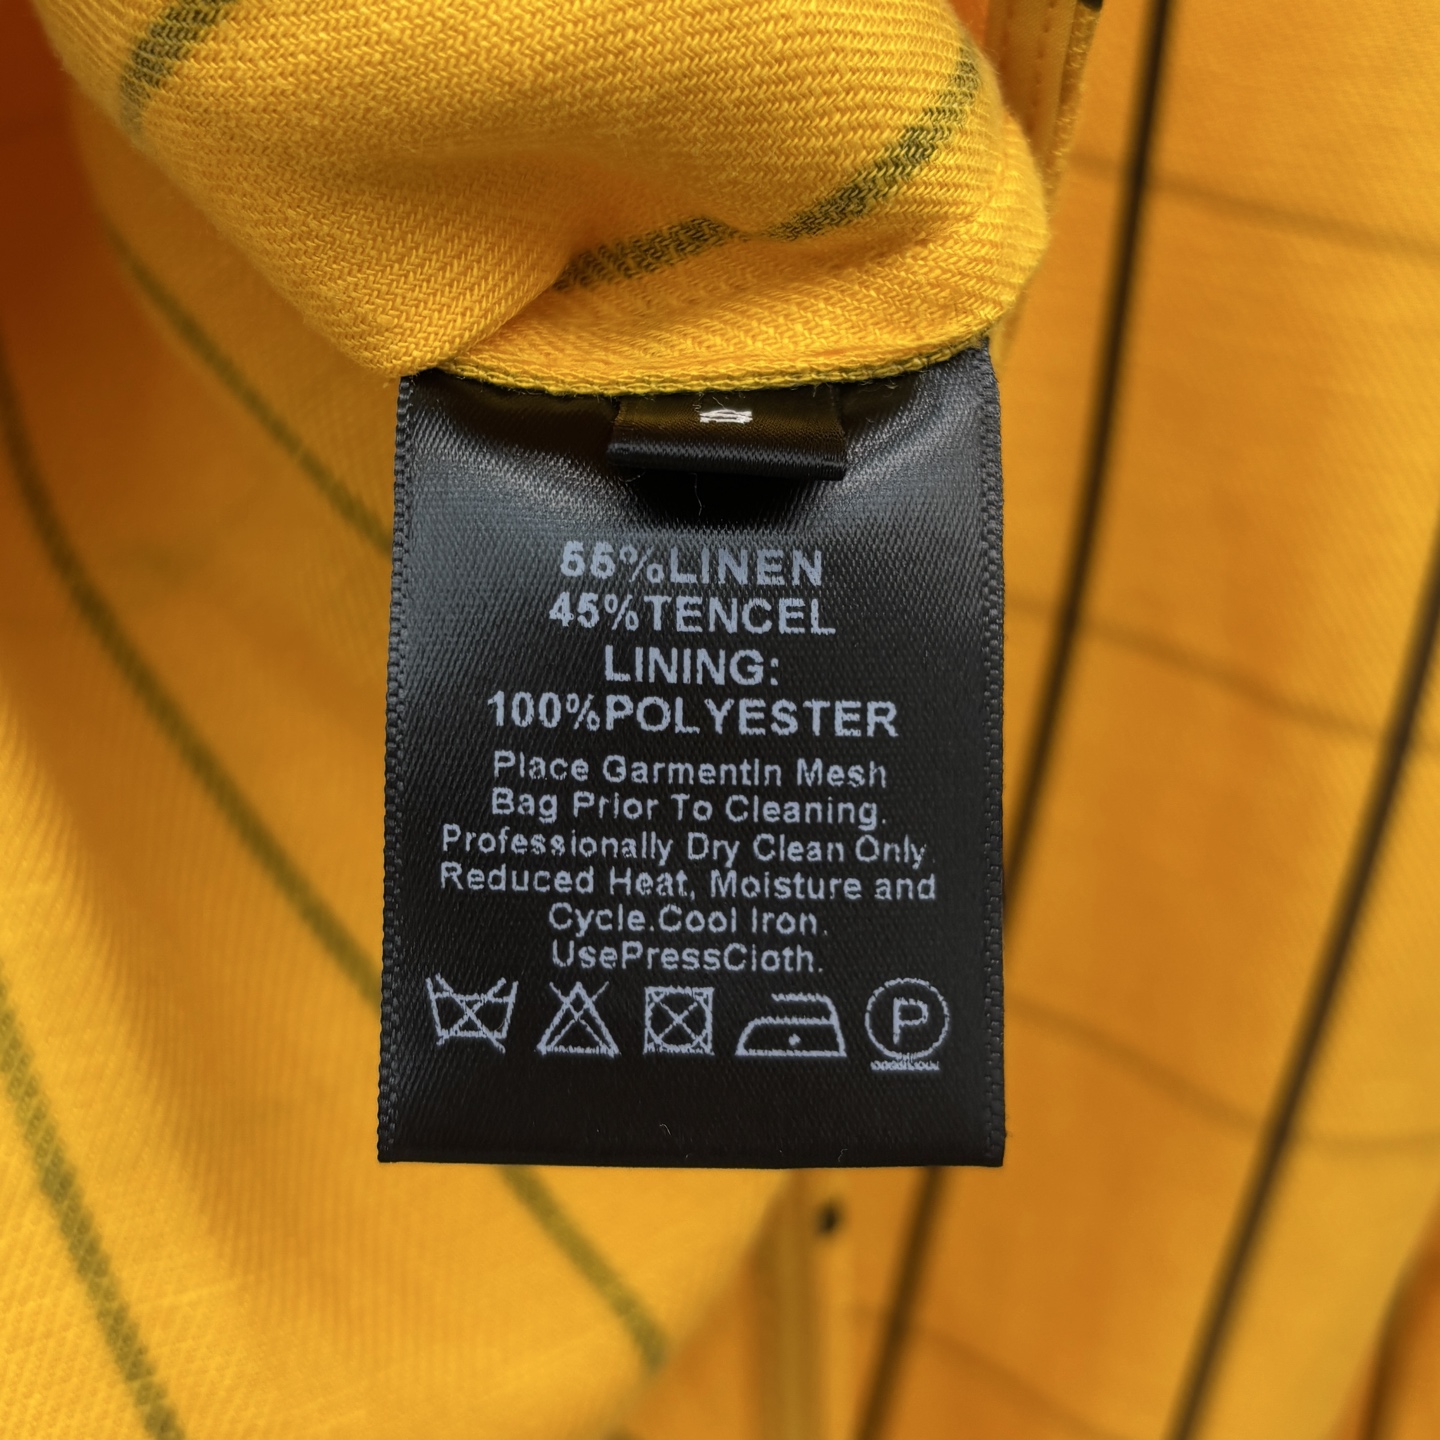 55%LINEN
45%TENCEL
LINING:
100%POLYESTER
Place GarmentIn Mesh
Bag Prior To Cleaning.
Professionally Dry Clean Only
Reduced Heat, Moisture and
Cycle.Cool Iron.
UsePressCloth.
P